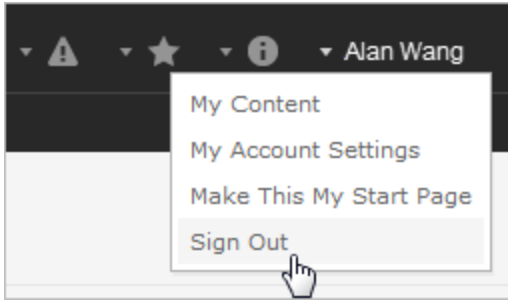 Alan Wang
My Content
My Account Settings
Make This My Start Page
Sign Out